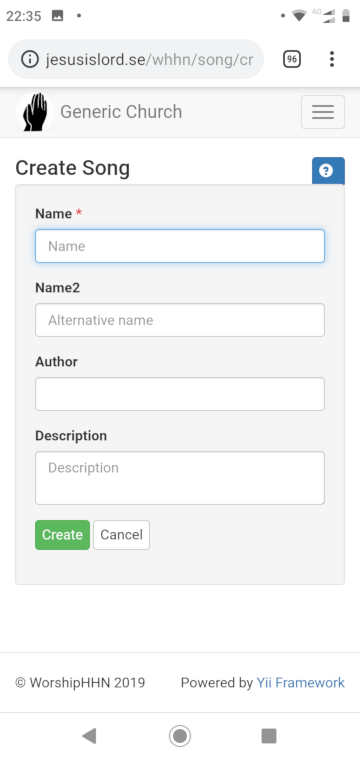 22:35
4G
jesusislord.se/whhn/song/cr
96
Generic Church
Create Song
?
Name *
Name
Name2
Alternative name
Author
Description
Description
Create
Cancel
© WorshipHHN 2019
Powered by Yii Framework